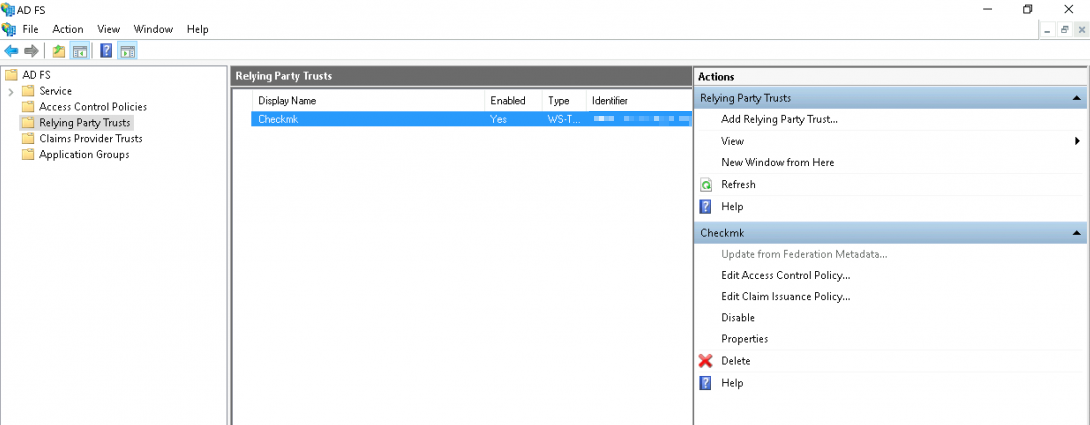 AD FS
File Action View Window Help
AD FS
Service
Access Control Policies
Relying Party Trusts
Claims Provider Trusts
Application Groups
Relying Party Trusts
Display Name Enabled Type Identifier
Checkmk Yes WS-T...
Actions
Relying Party Trusts
Add Relying Party Trust...
View
New Window from Here
Refresh
Help
Checkmk
Update from Federation Metadata...
Edit Access Control Policy...
Edit Claim Issuance Policy...
Disable
Properties
Delete
Help